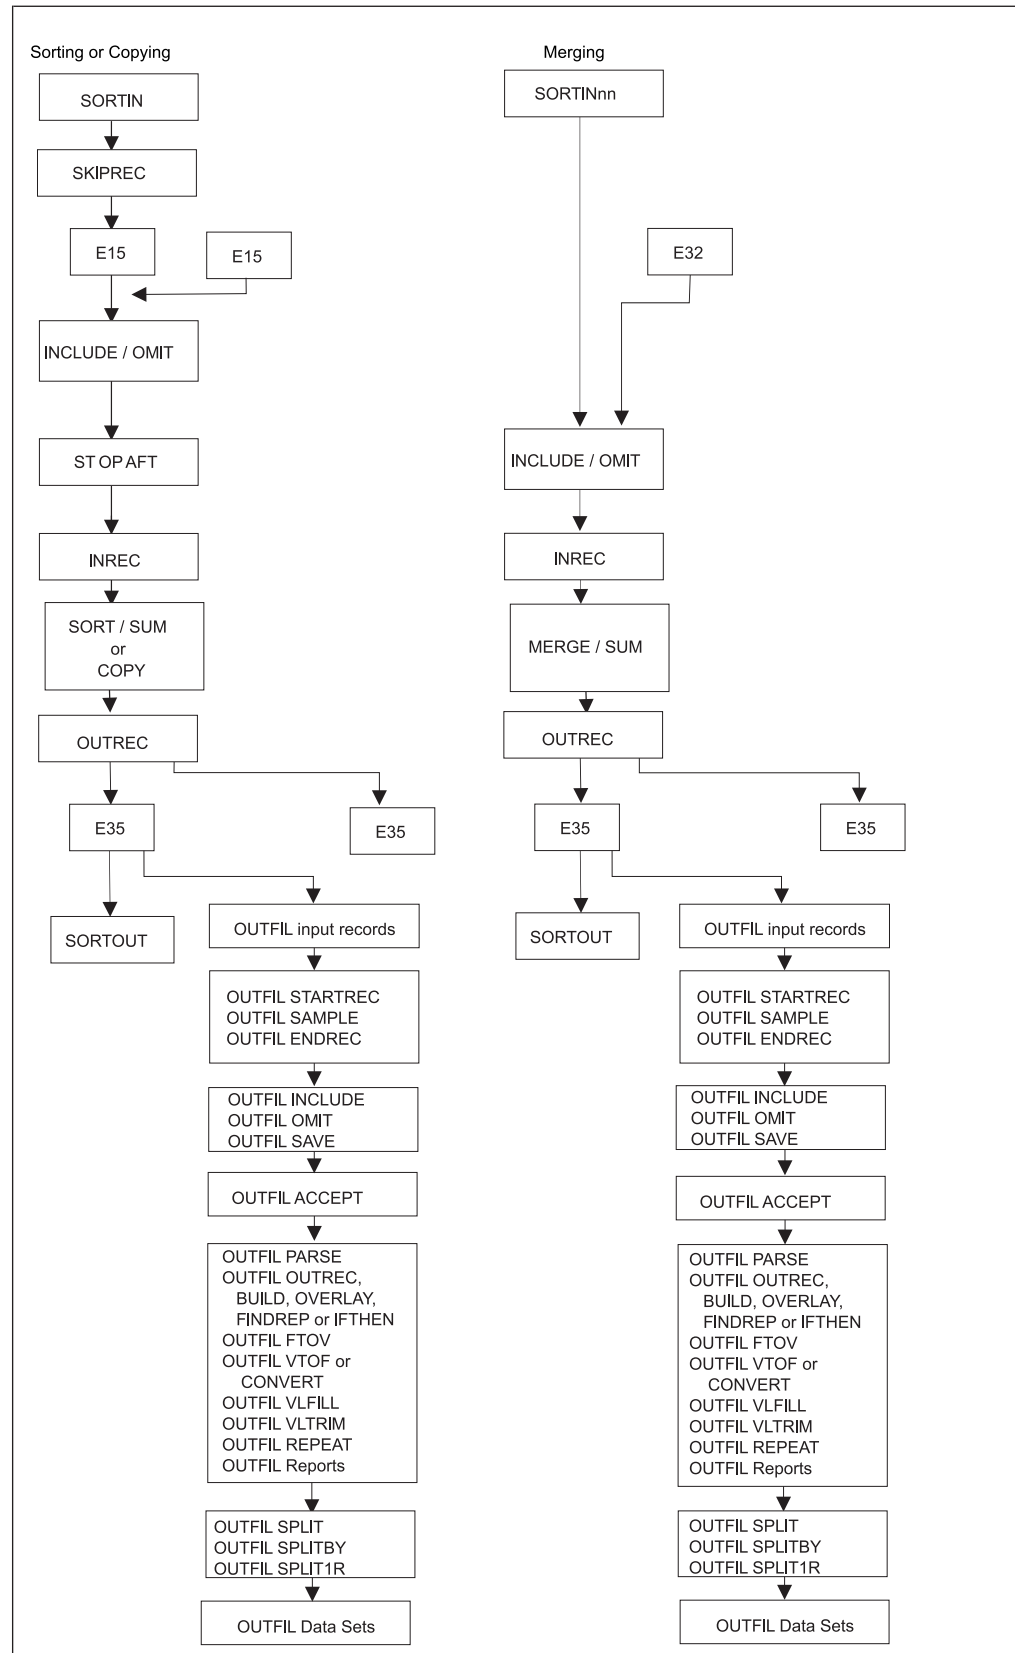 Sorting or Copying
SORTIN
SKIPREC
E15
E15
INCLUDE / OMIT
ST OP AFT
INREC
SORT / SUM
or
COPY
OUTREC
E35
E35
SORTOUT
OUTFIL input records
OUTFIL STARTREC
OUTFIL SAMPLE
OUTFIL ENDREC
OUTFIL INCLUDE
OUTFIL OMIT
OUTFIL SAVE
OUTFIL ACCEPT
OUTFIL PARSE
OUTFIL OUTREC,
BUILD, OVERLAY,
FINDREP or IFTHEN
OUTFIL FTOV
OUTFIL VTOF or
CONVERT
OUTFIL VLFILL
OUTFIL VLTRIM
OUTFIL REPEAT
OUTFIL Reports
OUTFIL SPLIT
OUTFIL SPLITBY
OUTFIL SPLIT1R
OUTFIL Data Sets
Merging
SORTINnn
E32
INCLUDE / OMIT
INREC
MERGE / SUM
OUTREC
E35
E35
SORTOUT
OUTFIL input records
OUTFIL STARTREC
OUTFIL SAMPLE
OUTFIL ENDREC
OUTFIL INCLUDE
OUTFIL OMIT
OUTFIL SAVE
OUTFIL ACCEPT
OUTFIL PARSE
OUTFIL OUTREC,
BUILD, OVERLAY,
FINDREP or IFTHEN
OUTFIL FTOV
OUTFIL VTOF or
CONVERT
OUTFIL VLFILL
OUTFIL VLTRIM
OUTFIL REPEAT
OUTFIL Reports
OUTFIL SPLIT
OUTFIL SPLITBY
OUTFIL SPLIT1R
OUTFIL Data Sets